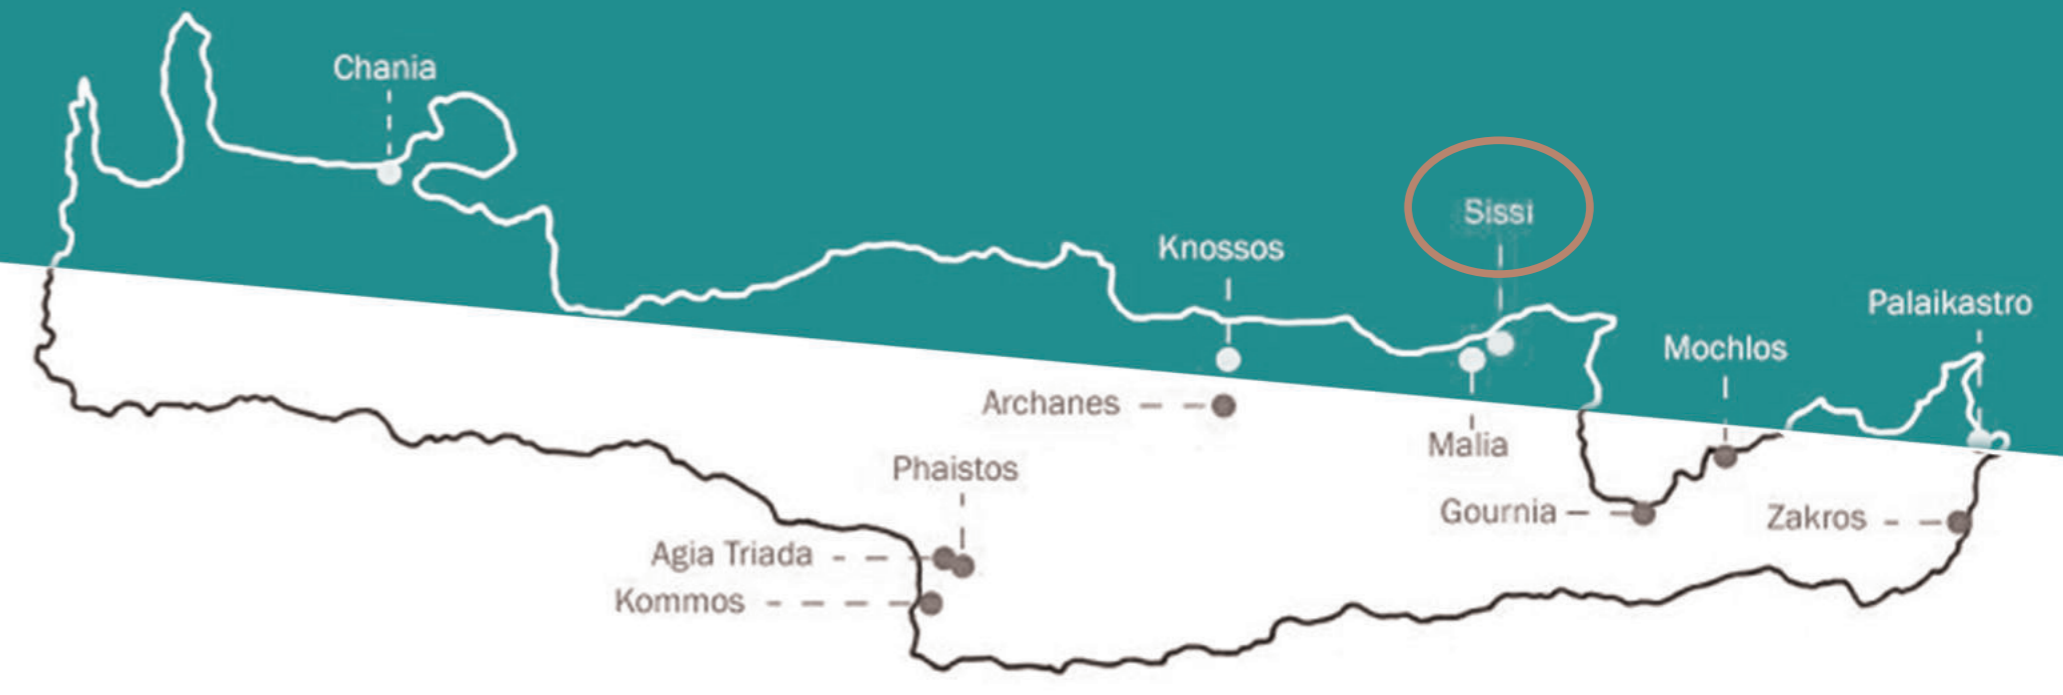 Chania
Sissi
Knossos
Palaikastro
Mochlos
Archanes
Malia
Phaistos
Gournia
Zakros
Agia Triada
Kommos